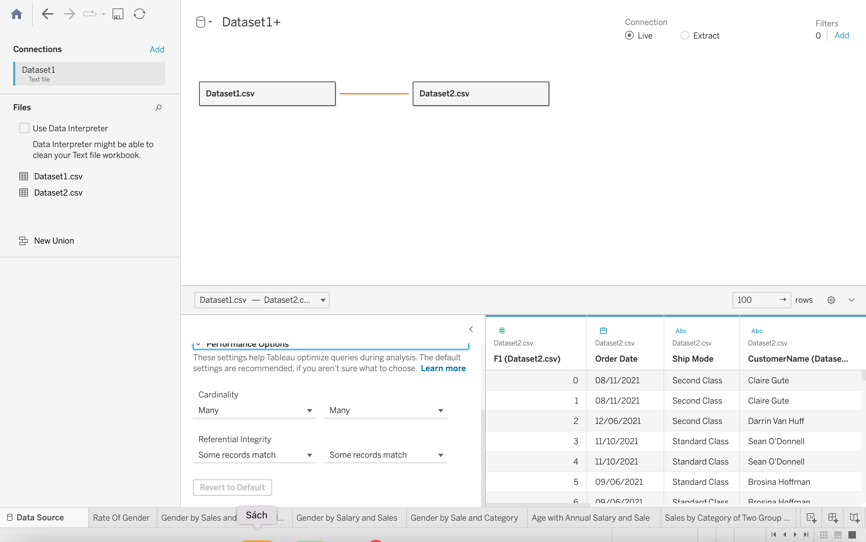 Dataset1+
Connection
Live
Extract
Filters
0
Add
Connections
Add
Dataset1
Text file
Files
Use Data Interpreter
Data Interpreter might be able to
clean your Text file workbook.
Dataset1.csv
Dataset2.csv
New Union
Dataset1.csv
Dataset2.csv
Dataset1.csv — Dataset2.c...
100
rows
Performance Options
These settings help Tableau optimize queries during analysis. The default
settings are recommended, if you aren't sure what to choose. Learn more
Cardinality
Many
Many
Referential Integrity
Some records match
Some records match
Revert to Default
#
Abc
Abc
Dataset2.csv
Dataset2.csv
Dataset2.csv
Dataset2.csv
F1 (Dataset2.csv)
Order Date
Ship Mode
CustomerName (Datase...
0 08/11/2021 Second Class Claire Gute
1 08/11/2021 Second Class Claire Gute
2 12/06/2021 Second Class Darrin Van Huff
3 11/10/2021 Standard Class Sean O'Donnell
4 11/10/2021 Standard Class Sean O'Donnell
5 09/06/2021 Standard Class Brosina Hoffman
6 09/06/2021 Standard Class Brosina Hoffman
Data Source
Rate Of Gender
Gender by Sales and
Gender by Salary and Sales
Gender by Sale and Category
Age with Annual Salary and Sale
Sales by Category of Two Group ...
Sách